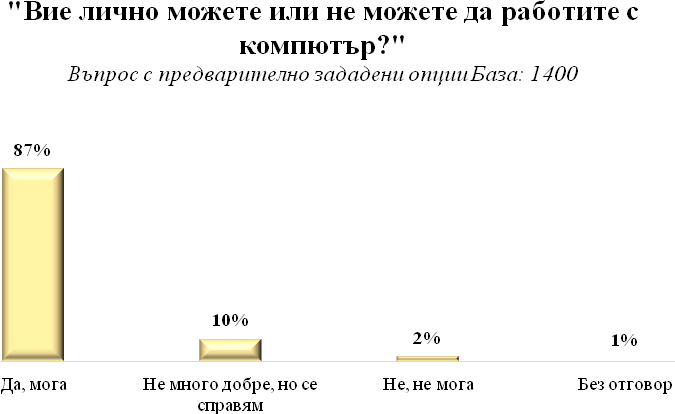 "Вие лично можете или не можете да работите с
компютър?"
Въпрос с предварително зададени опции База: 1400
87%
10%
2%
1%
Да, мога
Не много добре, но се
справям
Не, не мога
Без отговор